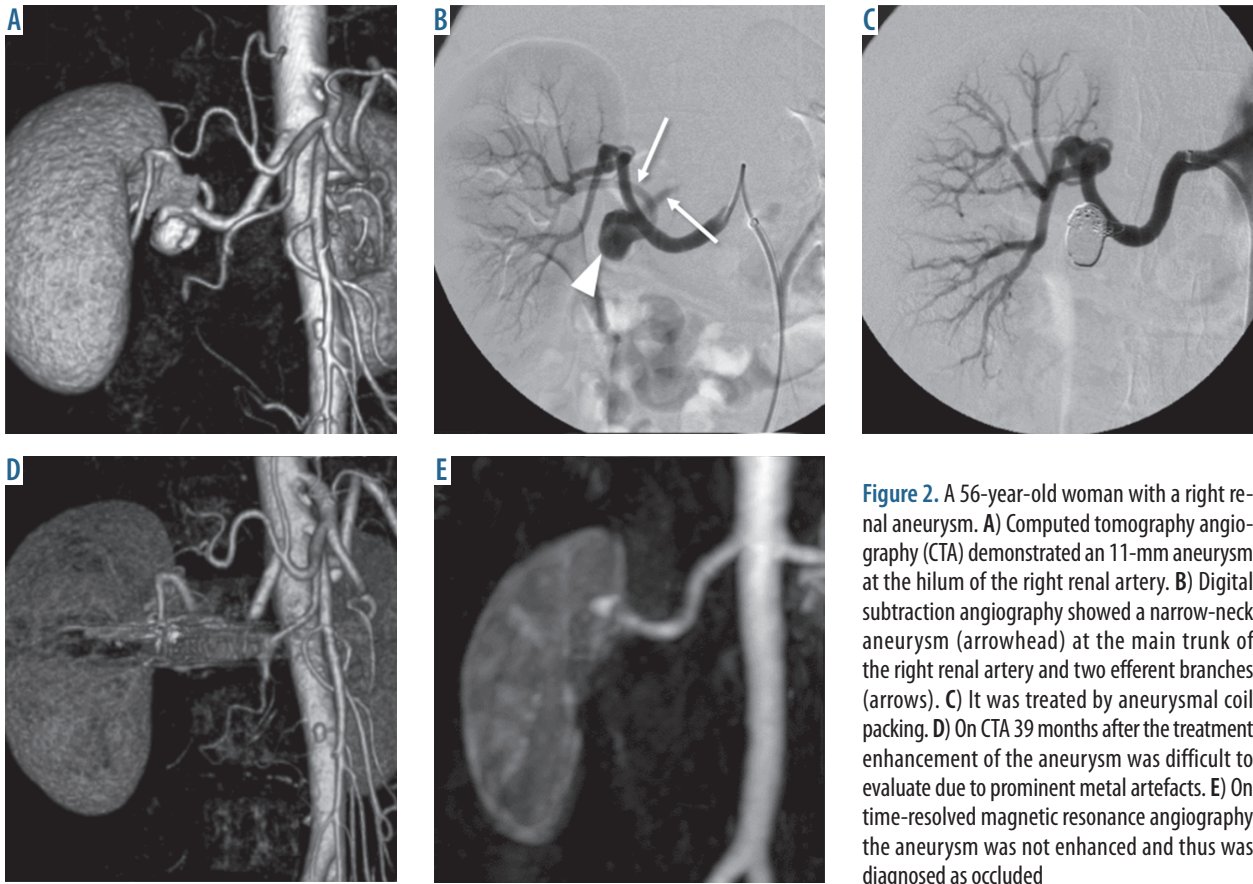 A
B
C
D
E
Figure 2. A 56-year-old woman with a right re-
nal aneurysm. A) Computed tomography angio-
graphy (CTA) demonstrated an 11-mm aneurysm
at the hilum of the right renal artery. B) Digital
subtraction angiography showed a narrow-neck
aneurysm (arrowhead) at the main trunk of
the right renal artery and two efferent branches
(arrows). C) It was treated by aneurysmal coil
packing. D) On CTA 39 months after the treatment
enhancement of the aneurysm was difficult to
evaluate due to prominent metal artefacts. E) On
time-resolved magnetic resonance angiography
the aneurysm was not enhanced and thus was
diagnosed as occluded